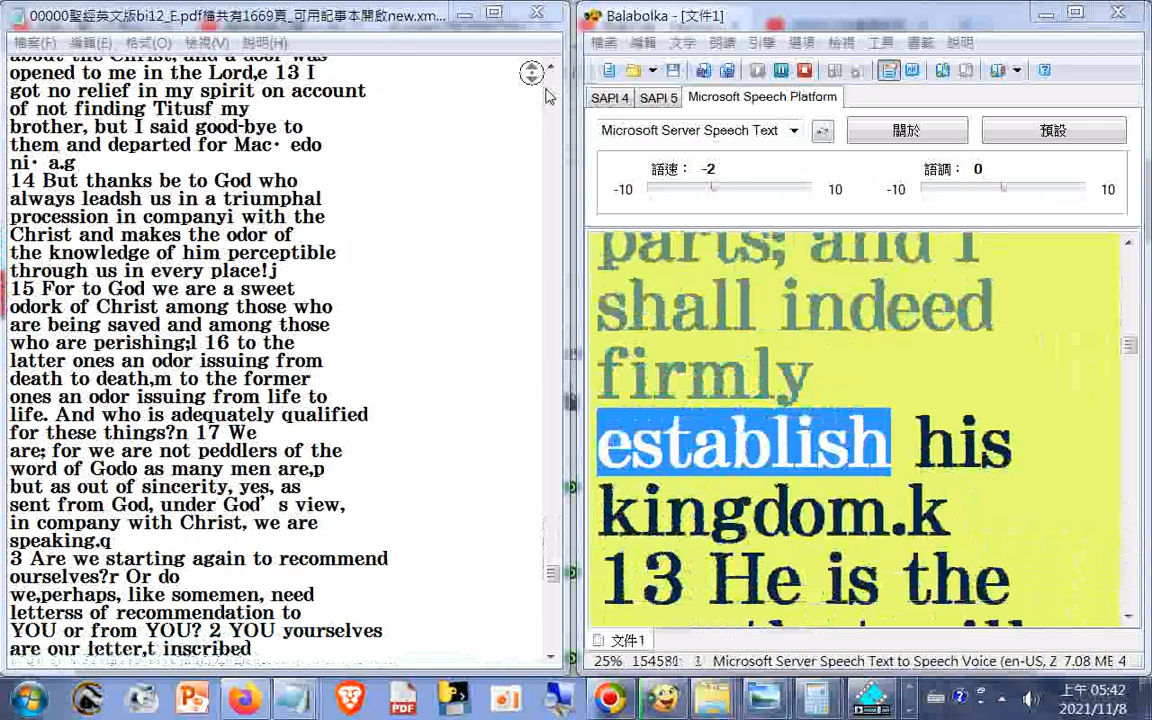 00000聖經英文版bi12_E.pdf檔共有1669頁_可用記事本開啟new.xm...
檔案(F) 編輯(E) 格式(O) 檢視(V) 說明(H)
about the Christ, and a door was
opened to me in the Lord,e 13 I
got no relief in my spirit on account
of not finding Titusf my
brother, but I said good-bye to
them and departed for Mac· edo
ni· a.g
14 But thanks be to God who
always leadsh us in a triumphal
procession in companyi with the
Christ and makes the odor of
the knowledge of him perceptible
through us in every place!j
15 For to God we are a sweet
odork of Christ among those who
are being saved and among those
who are perishing;l 16 to the
latter ones an odor issuing from
death to death,m to the former
ones an odor issuing from life to
life. And who is adequately qualified
for these things?n 17 We
are; for we are not peddlers of the
word of Godo as many men are,p
but as out of sincerity, yes, as
sent from God, under God’s view,
in company with Christ, we are
speaking.q
3 Are we starting again to recommend
ourselves?r Or do
we,perhaps, like somemen, need
letterss of recommendation to
YOU or from YOU? 2 YOU yourselves
are our letter,t inscribed
Balabolka - [文件1]
檔案 編輯 文字 朗讀 引擎 選項 檢視 工具 書籤 說明
SAPI 4 SAPI 5 Microsoft Speech Platform
Microsoft Server Speech Text 關於 預設
語速： -2 語調： 0
-10 10 -10 10
parts; and I
shall indeed
firmly
establish his
kingdom.k
13 He is the
文件1
25% 154581 1 Microsoft Server Speech Text to Speech Voice (en-US, Z 7.08 MB 4
PDF
上午 05:42
2021/11/8